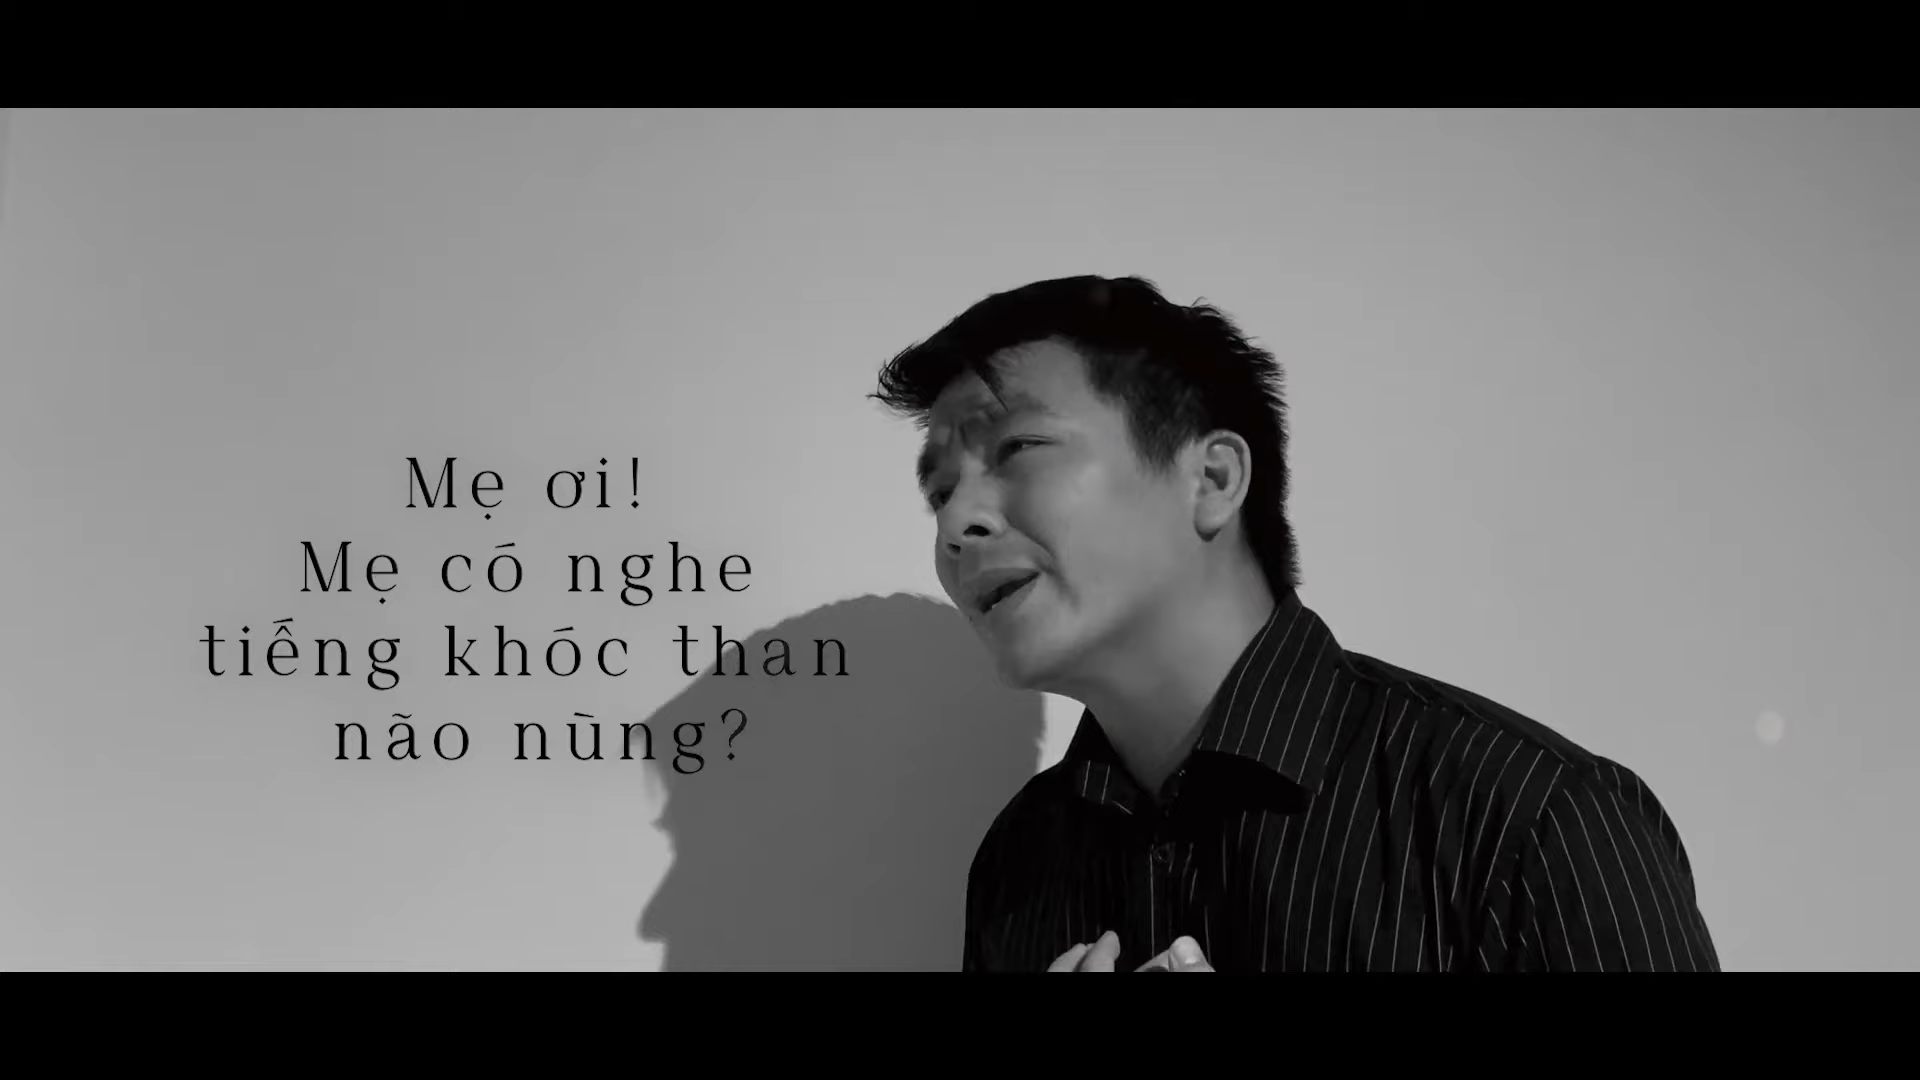 Mẹ ơi!
Mẹ có nghe
tiếng khóc than
não nùng?